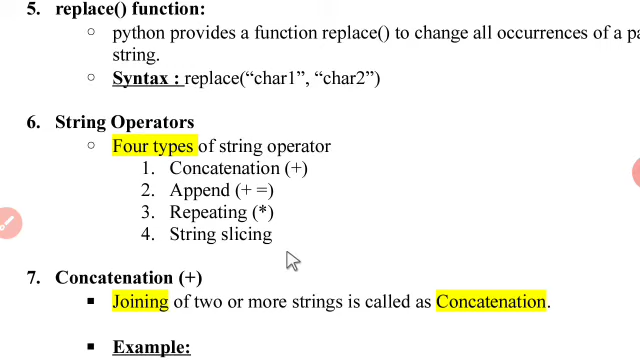 5. replace() function:
○ python provides a function replace() to change all occurrences of a
string.
○ Syntax : replace(“char1”, “char2”)
6. String Operators
○ Four types of string operator
1. Concatenation (+)
2. Append (+ =)
3. Repeating (*)
4. String slicing
7. Concatenation (+)
▪ Joining of two or more strings is called as Concatenation.
▪ Example: